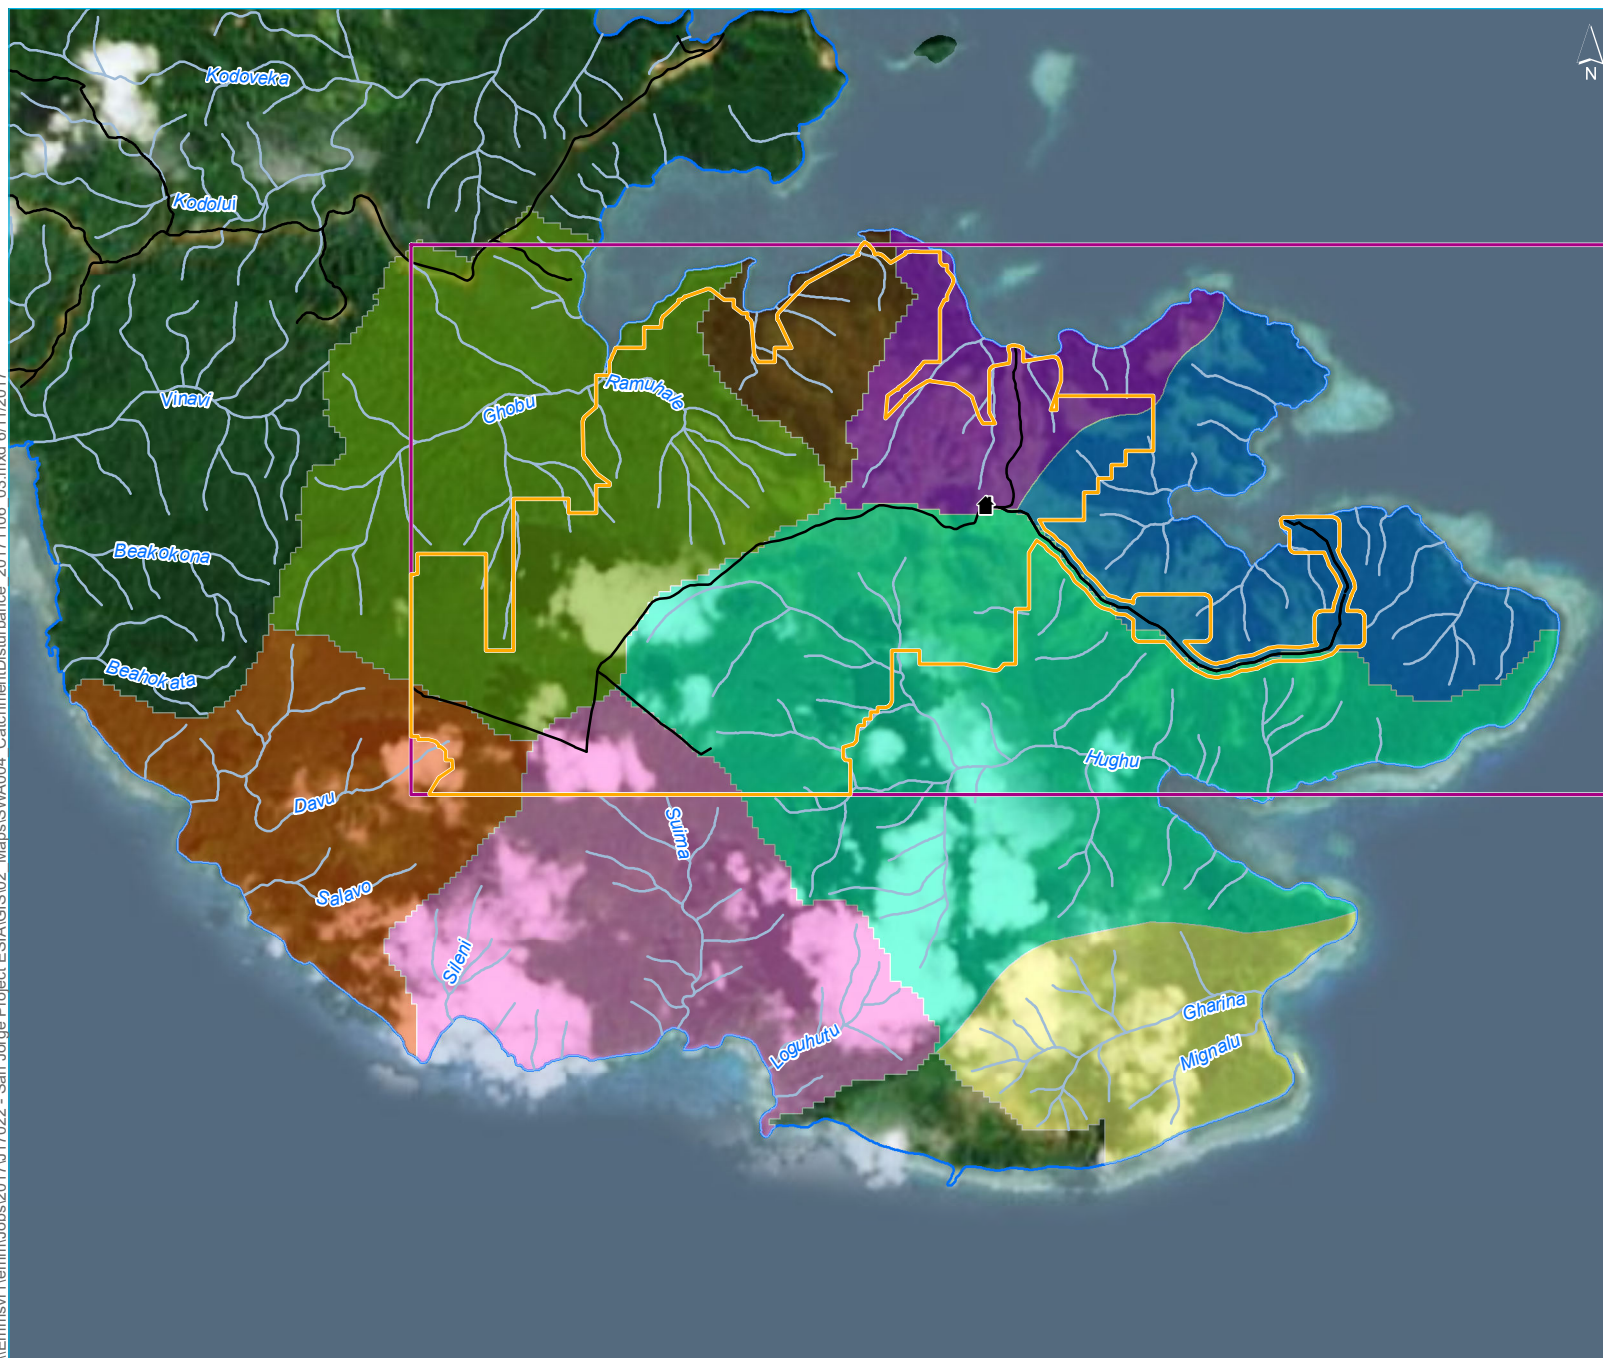 N
Kodoveka
Kodolui
Vinavi
Ghobu
Ramuhale
Beakokona
Beahokata
Davu
Salavo
Sileni
Suima
Loguhutu
Hughu
Gharina
Mignalu